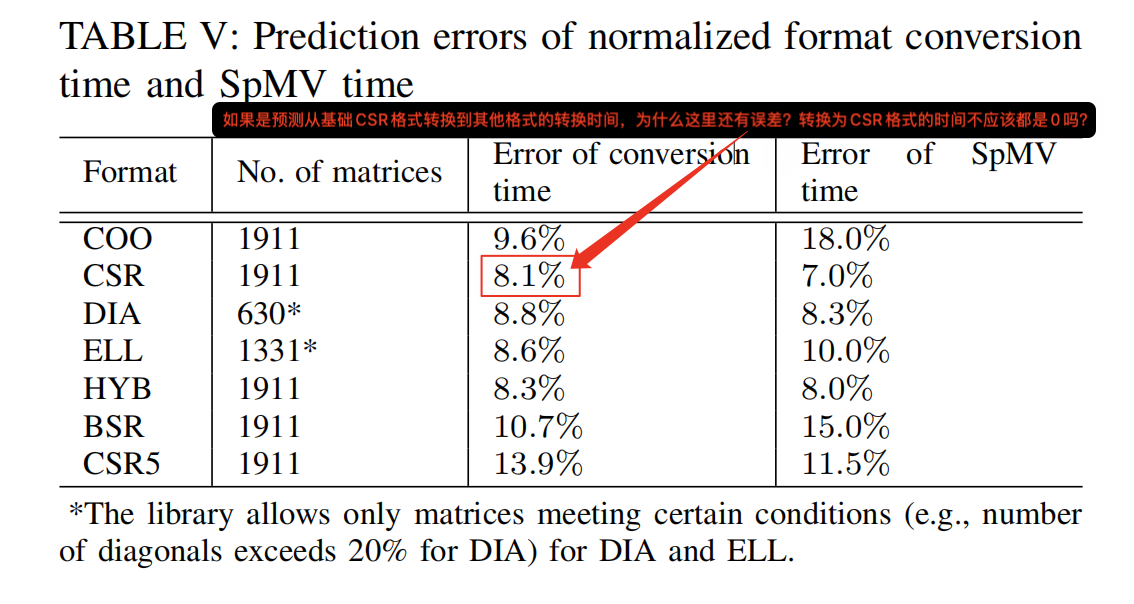 TABLE V: Prediction errors of normalized format conversion
time and SpMV time
如果是预测从基础CSR格式转换到其他格式的转换时间，为什么这里还有误差？转换为CSR格式的时间不应该都是0吗？
Format No. of matrices Error of conversion time Error of SpMV time
COO 1911 9.6% 18.0%
CSR 1911 8.1% 7.0%
DIA 630* 8.8% 8.3%
ELL 1331* 8.6% 10.0%
HYB 1911 8.3% 8.0%
BSR 1911 10.7% 15.0%
CSR5 1911 13.9% 11.5%
*The library allows only matrices meeting certain conditions (e.g., number
of diagonals exceeds 20% for DIA) for DIA and ELL.